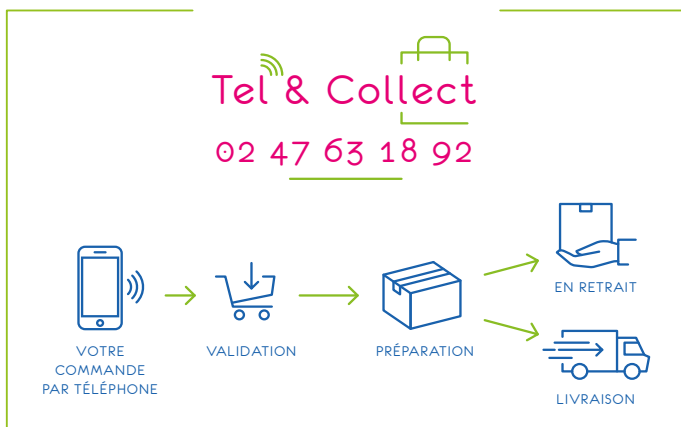 Tel & Collect
02 47 63 18 92
VOTRE
COMMANDE
PAR TÉLÉPHONE
VALIDATION
PRÉPARATION
EN RETRAIT
LIVRAISON